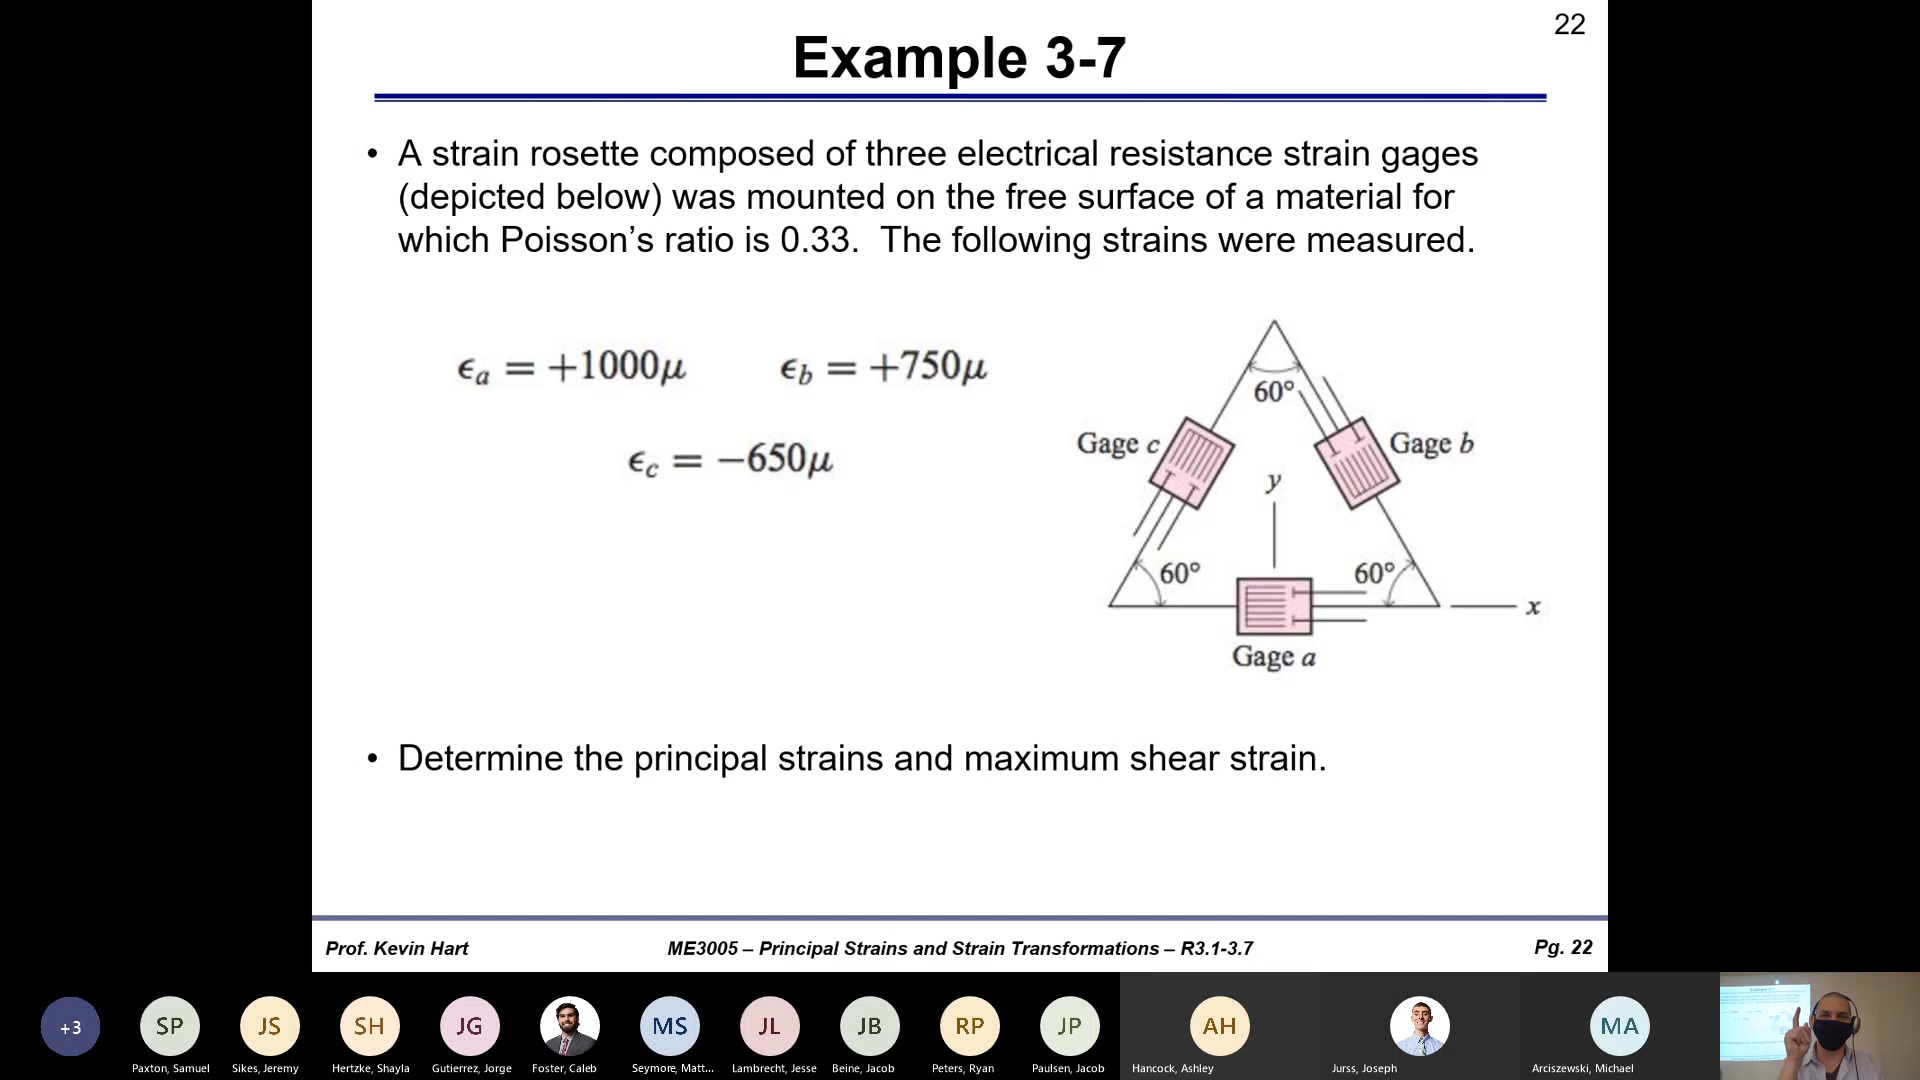 22
Example 3-7
• A strain rosette composed of three electrical resistance strain gages
(depicted below) was mounted on the free surface of a material for
which Poisson’s ratio is 0.33.  The following strains were measured.
ϵa = +1000μ
ϵb = +750μ
ϵc = −650μ
60°
Gage c
Gage b
y
60°
60°
x
Gage a
• Determine the principal strains and maximum shear strain.
Prof. Kevin Hart
ME3005 – Principal Strains and Strain Transformations – R3.1-3.7
Pg. 22
+3
SP
JS
SH
JG
MS
JL
JB
RP
JP
AH
MA
Paxton, Samuel
Sikes, Jeremy
Hertzke, Shayla
Gutierrez, Jorge
Foster, Caleb
Seymore, Matt...
Lambrecht, Jesse
Beine, Jacob
Peters, Ryan
Paulsen, Jacob
Hancock, Ashley
Jurss, Joseph
Arciszewski, Michael